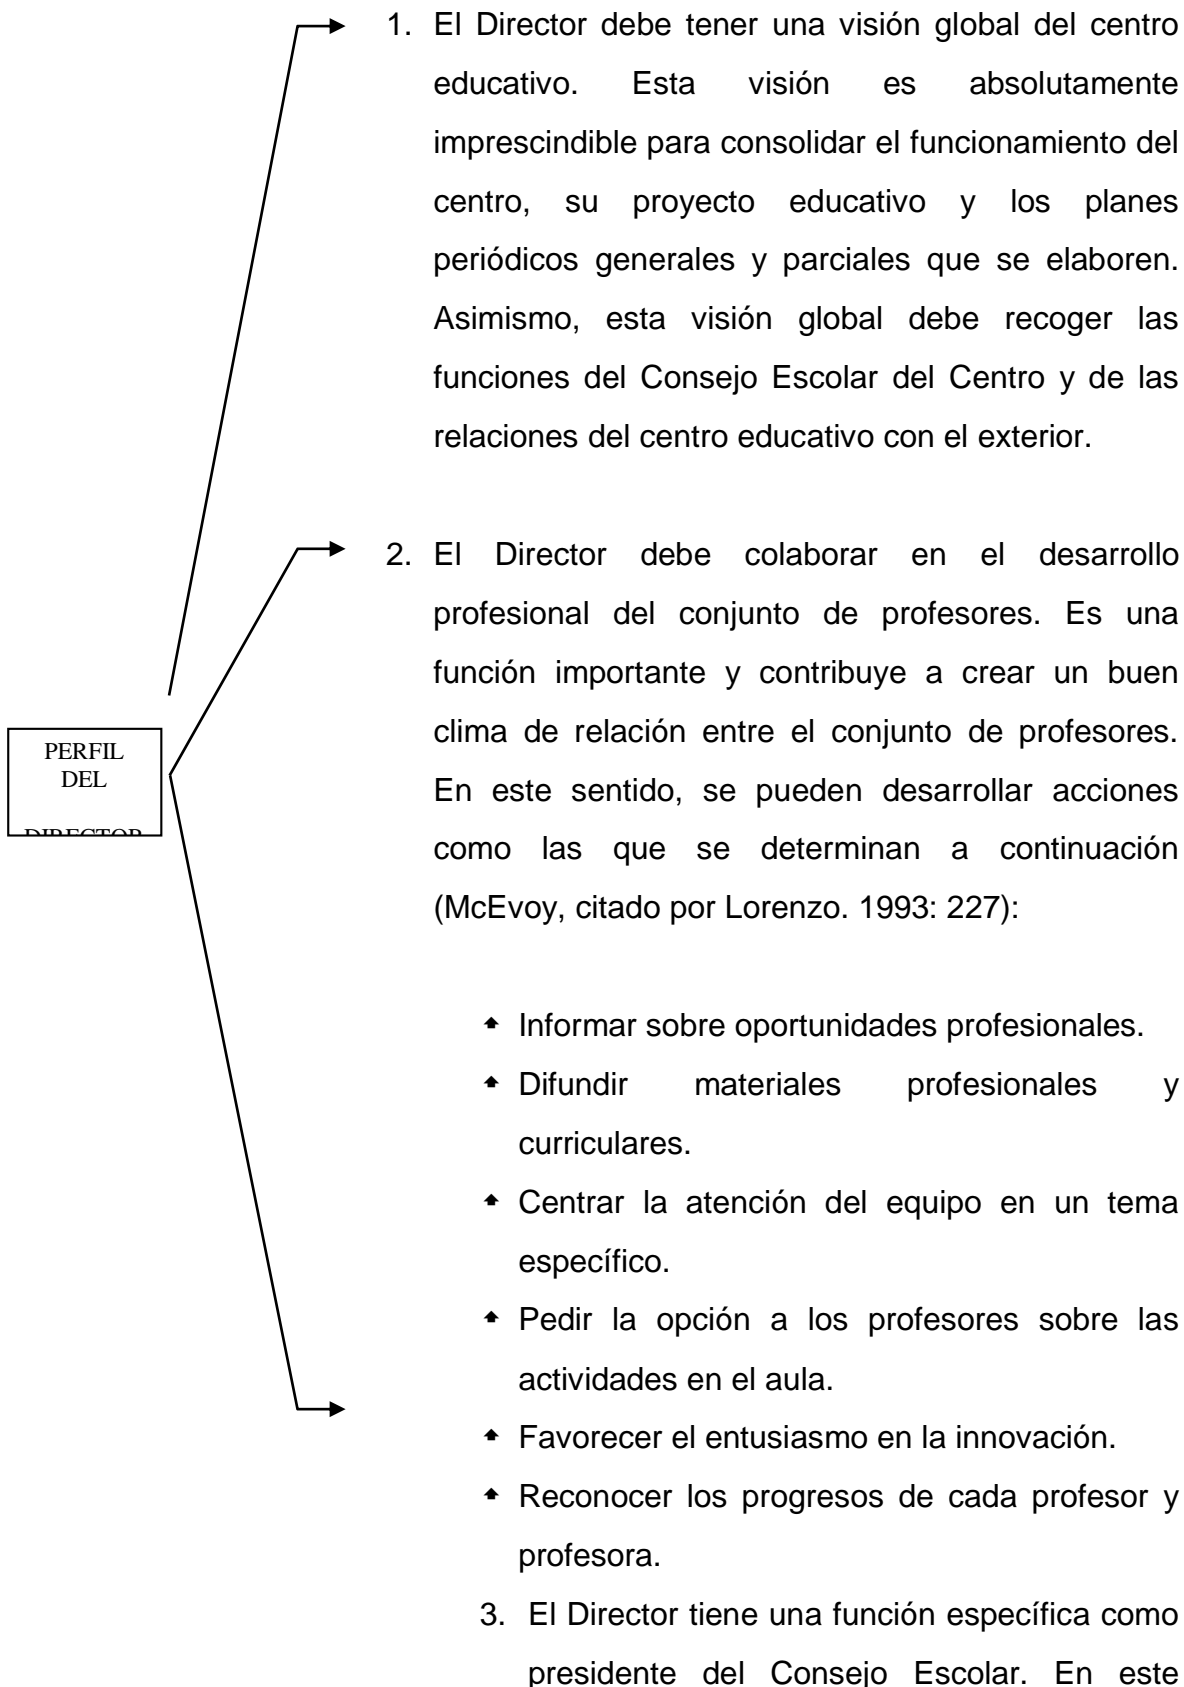 1. El Director debe tener una visión global del centro
educativo. Esta visión es absolutamente
imprescindible para consolidar el funcionamiento del
centro, su proyecto educativo y los planes
periódicos generales y parciales que se elaboren.
Asimismo, esta visión global debe recoger las
funciones del Consejo Escolar del Centro y de las
relaciones del centro educativo con el exterior.
2. El Director debe colaborar en el desarrollo
profesional del conjunto de profesores. Es una
función importante y contribuye a crear un buen
clima de relación entre el conjunto de profesores.
En este sentido, se pueden desarrollar acciones
como las que se determinan a continuación
(McEvoy, citado por Lorenzo. 1993: 227):
PERFIL
DEL
DIRECTOR
Informar sobre oportunidades profesionales.
Difundir materiales profesionales y
curriculares.
Centrar la atención del equipo en un tema
específico.
Pedir la opción a los profesores sobre las
actividades en el aula.
Favorecer el entusiasmo en la innovación.
Reconocer los progresos de cada profesor y
profesora.
3. El Director tiene una función específica como
presidente del Consejo Escolar. En este